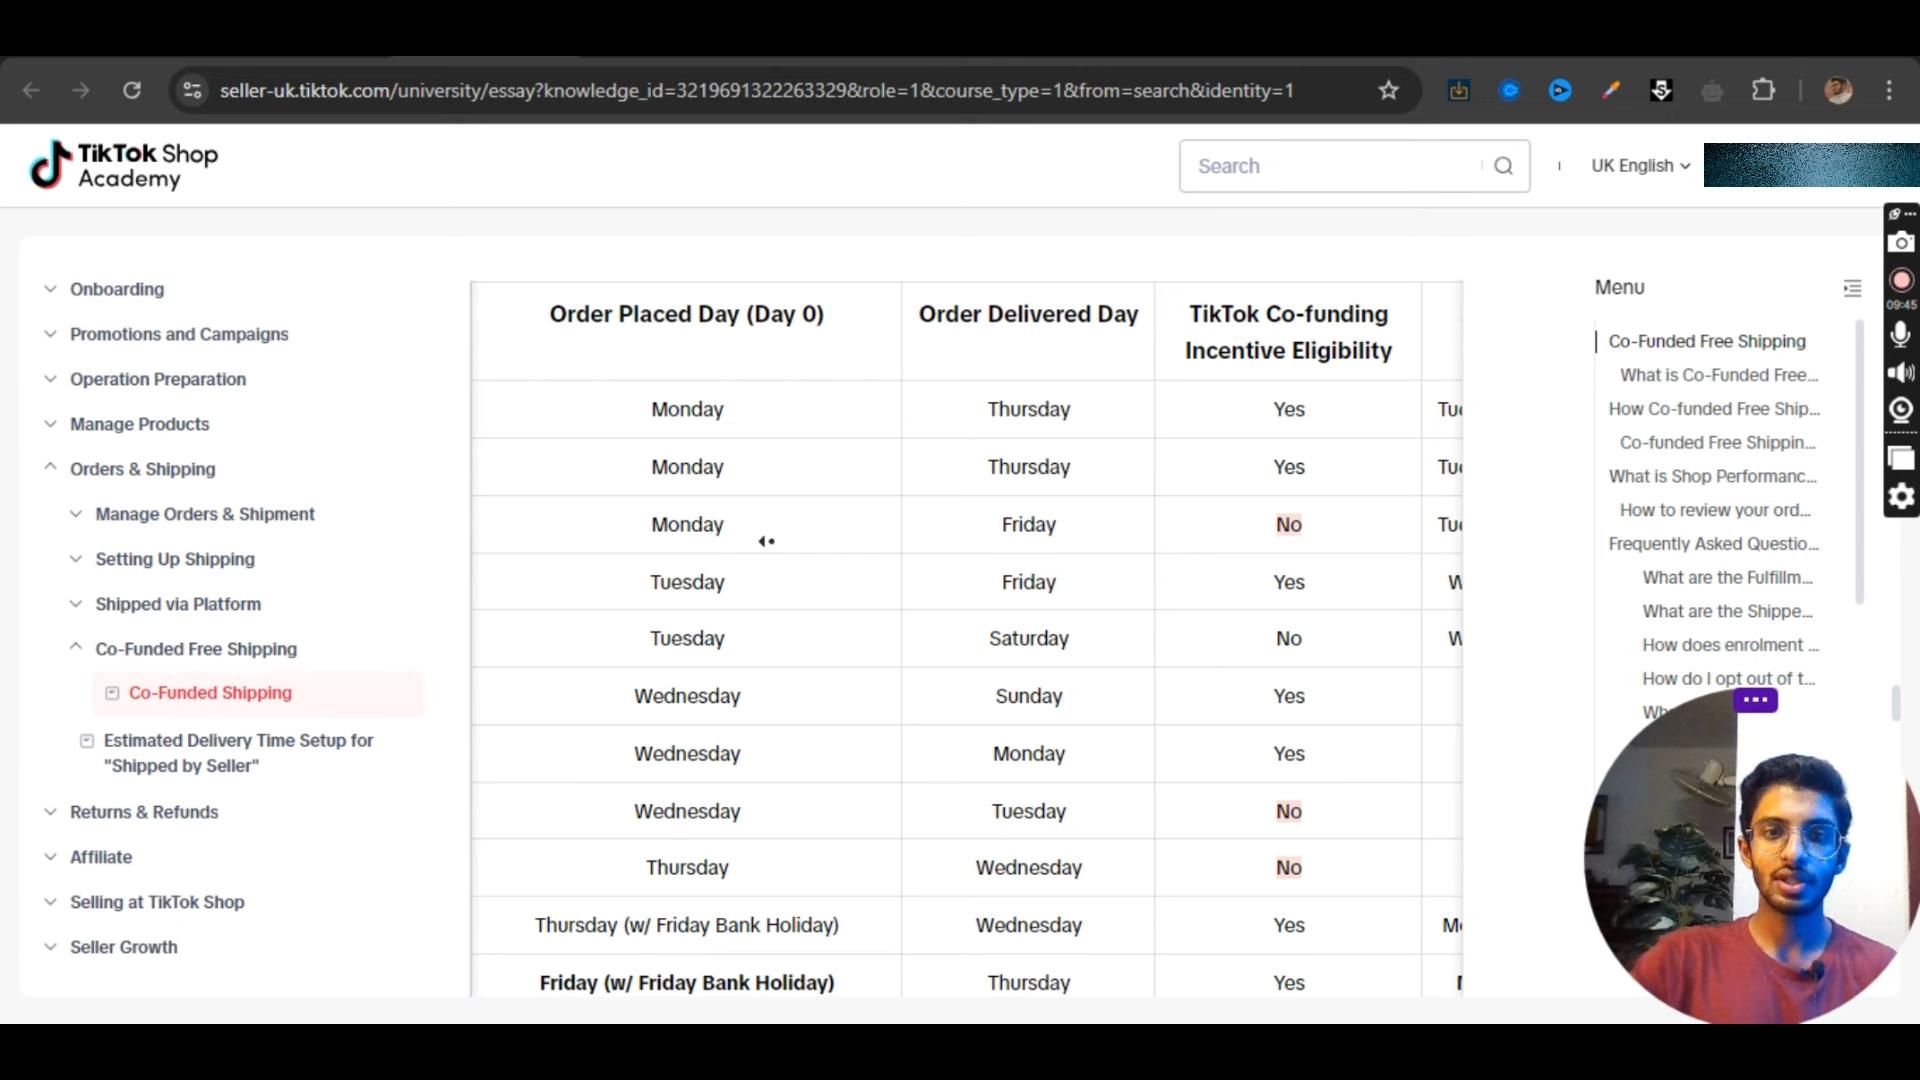 seller-uk.tiktok.com/university/essay?knowledge_id=3219691322263329&role=1&course_type=1&from=search&identity=1
TikTok Shop
Academy
Search
UK English
09:45
Onboarding
Promotions and Campaigns
Operation Preparation
Manage Products
Orders & Shipping
Manage Orders & Shipment
Setting Up Shipping
Shipped via Platform
Co-Funded Free Shipping
Co-Funded Shipping
Estimated Delivery Time Setup for
"Shipped by Seller"
Returns & Refunds
Affiliate
Selling at TikTok Shop
Seller Growth
Order Placed Day (Day 0) Order Delivered Day TikTok Co-funding
Incentive Eligibility
Monday Thursday Yes Tu
Monday Thursday Yes Tu
Monday Friday No Tu
Tuesday Friday Yes W
Tuesday Saturday No W
Wednesday Sunday Yes
Wednesday Monday Yes
Wednesday Tuesday No
Thursday Wednesday No
Thursday (w/ Friday Bank Holiday) Wednesday Yes M
Friday (w/ Friday Bank Holiday) Thursday Yes
Menu
Co-Funded Free Shipping
What is Co-Funded Free...
How Co-funded Free Ship...
Co-funded Free Shippin...
What is Shop Performanc...
How to review your ord...
Frequently Asked Questio...
What are the Fulfillm...
What are the Shippe...
How does enrolment ...
How do I opt out of t...